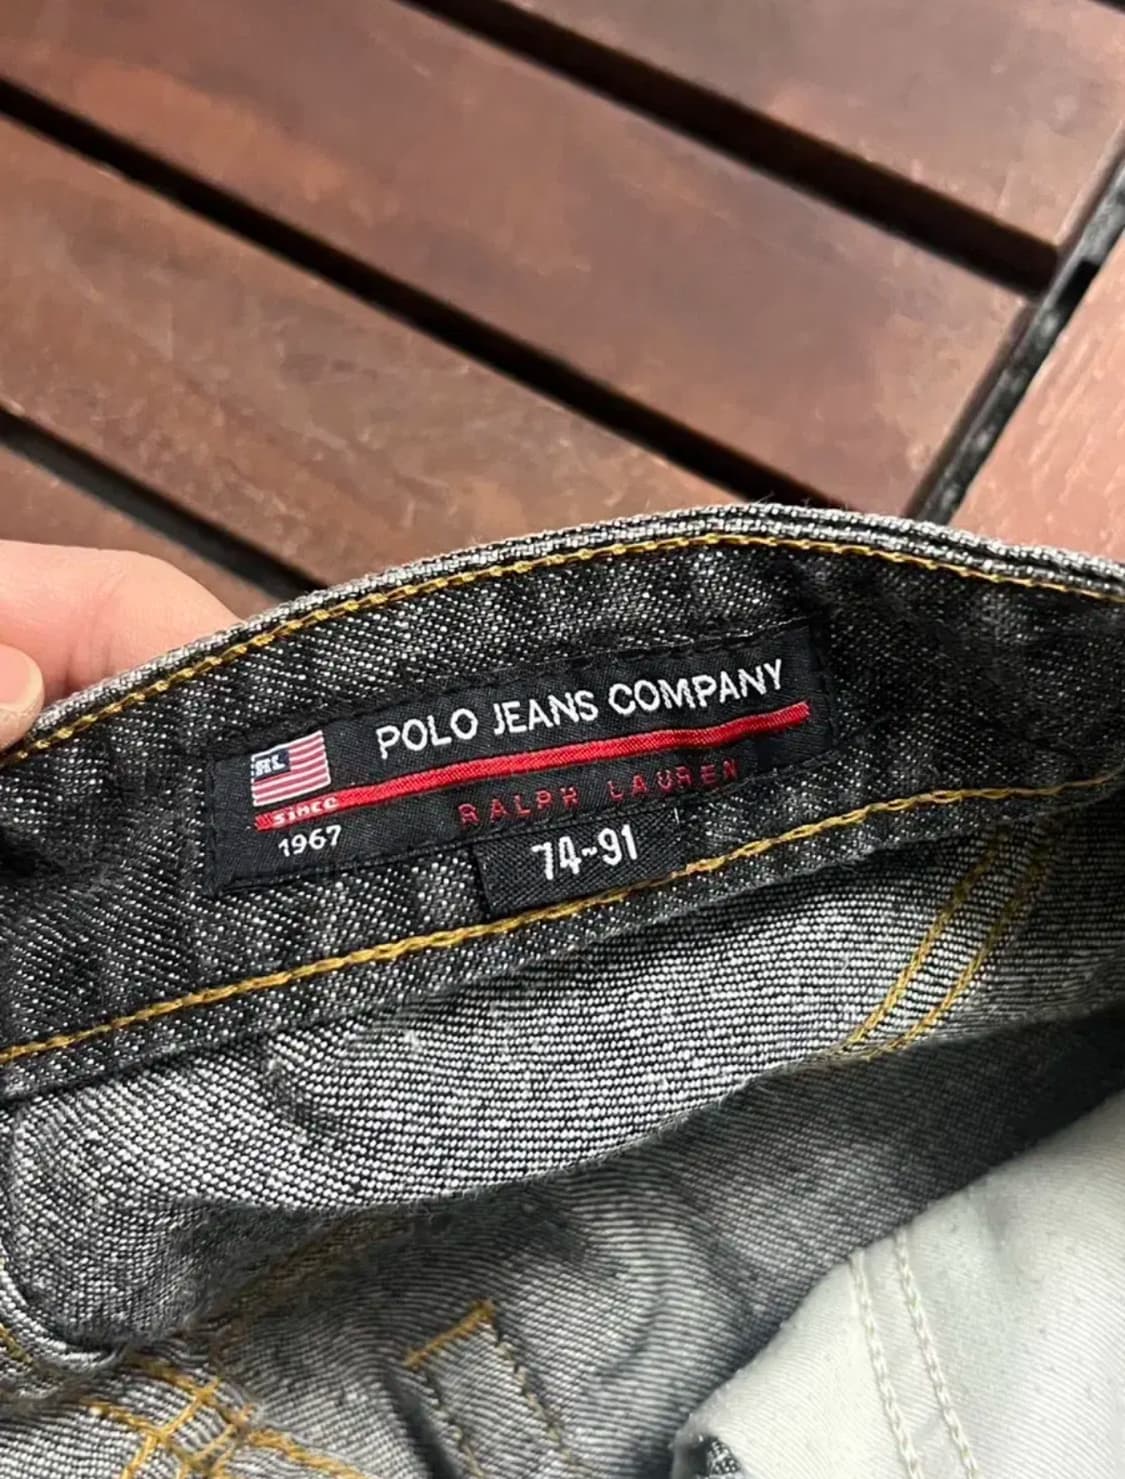 POLO JEANS COMPANY
RL
since
RALPH LAUREN
1967
74-91